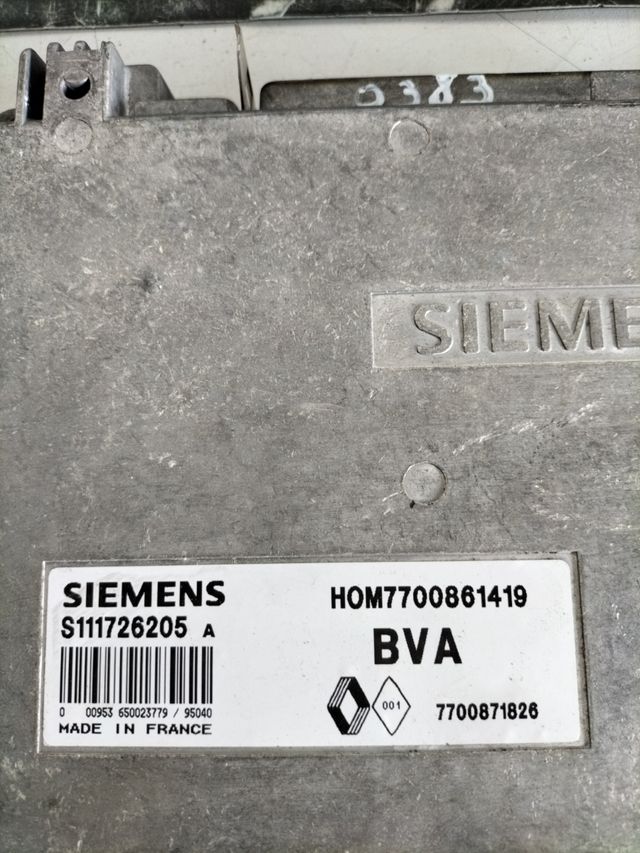 0383
SIEME
SIEMENS
HOM7700861419
S111726205 A
BVA
0 00953 650023779 / 95040
001
7700871826
MADE IN FRANCE